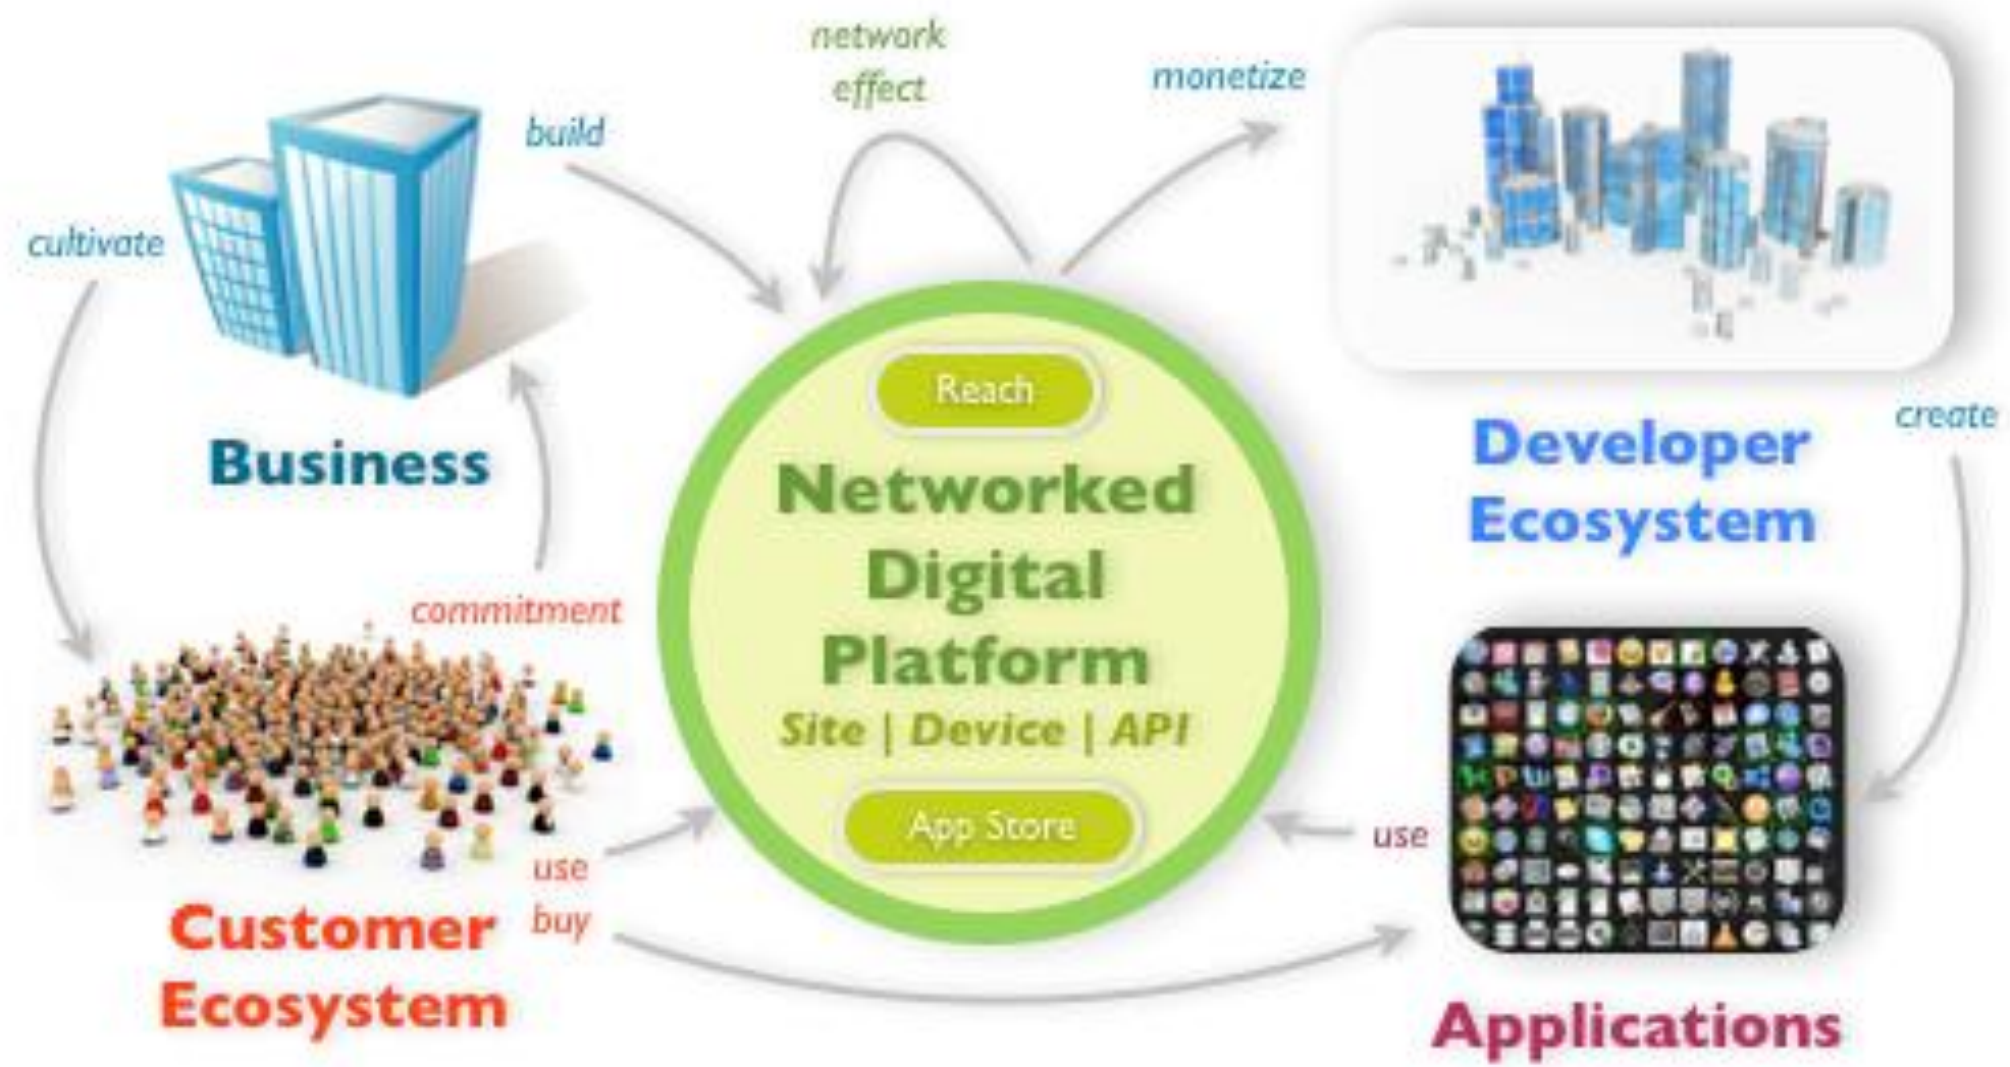 network
effect
monetize
build
cultivate
Reach
create
Business
Developer
Ecosystem
Networked
Digital
Platform
Site | Device | API
commitment
App Store
use
use
buy
Customer
Ecosystem
Applications